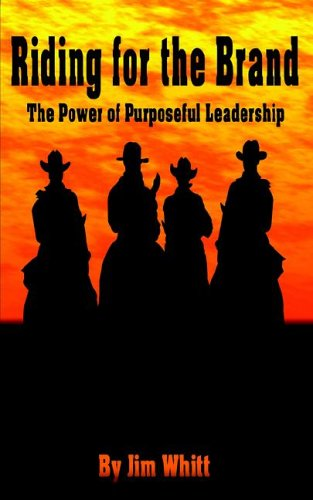 Riding for the Brand
The Power of Purposeful Leadership
By Jim Whitt